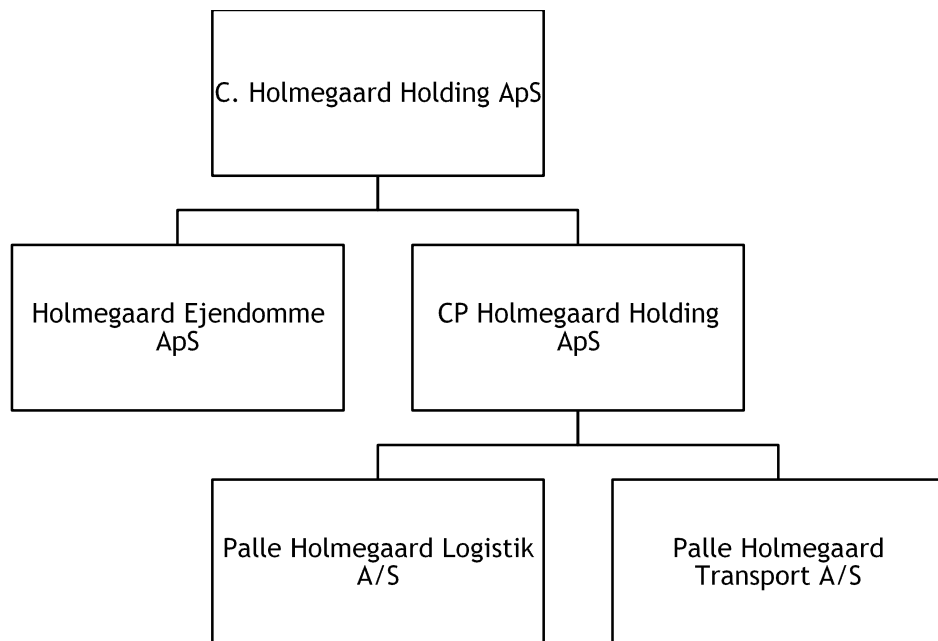 C. Holmegaard Holding ApS
Holmegaard Ejendomme
ApS
CP Holmegaard Holding
ApS
Palle Holmegaard Logistik
A/S
Palle Holmegaard
Transport A/S